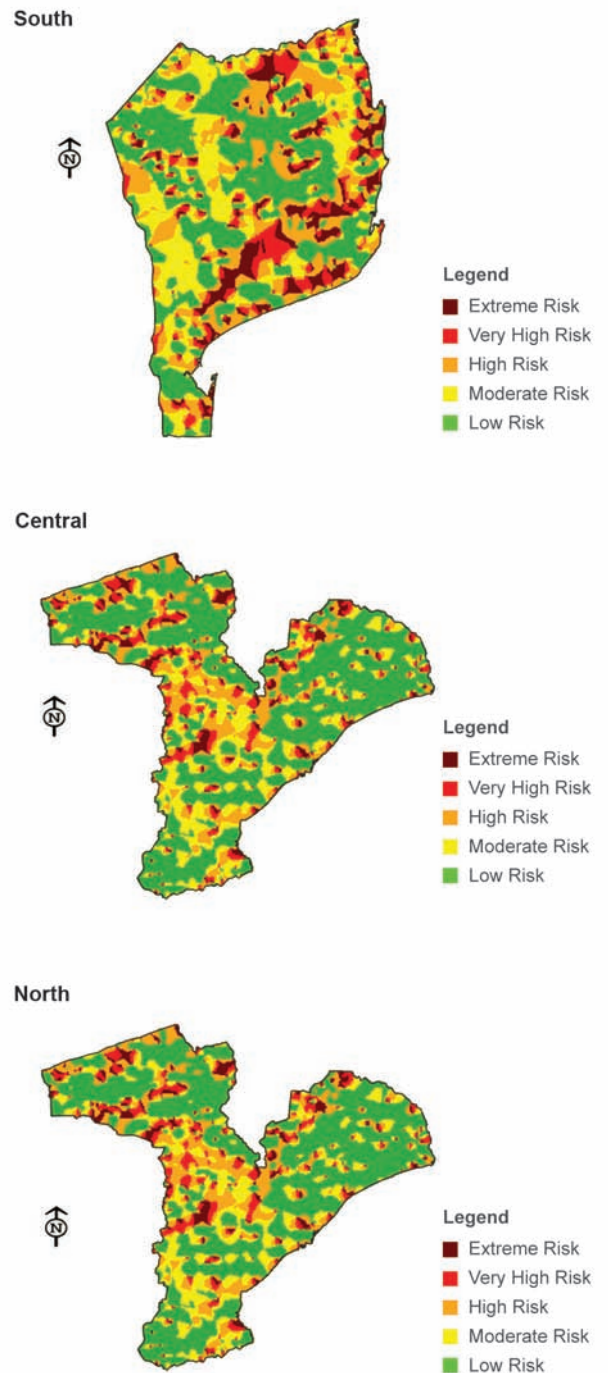 South
N
Legend
Extreme Risk
Very High Risk
High Risk
Moderate Risk
Low Risk
Central
N
Legend
Extreme Risk
Very High Risk
High Risk
Moderate Risk
Low Risk
North
N
Legend
Extreme Risk
Very High Risk
High Risk
Moderate Risk
Low Risk